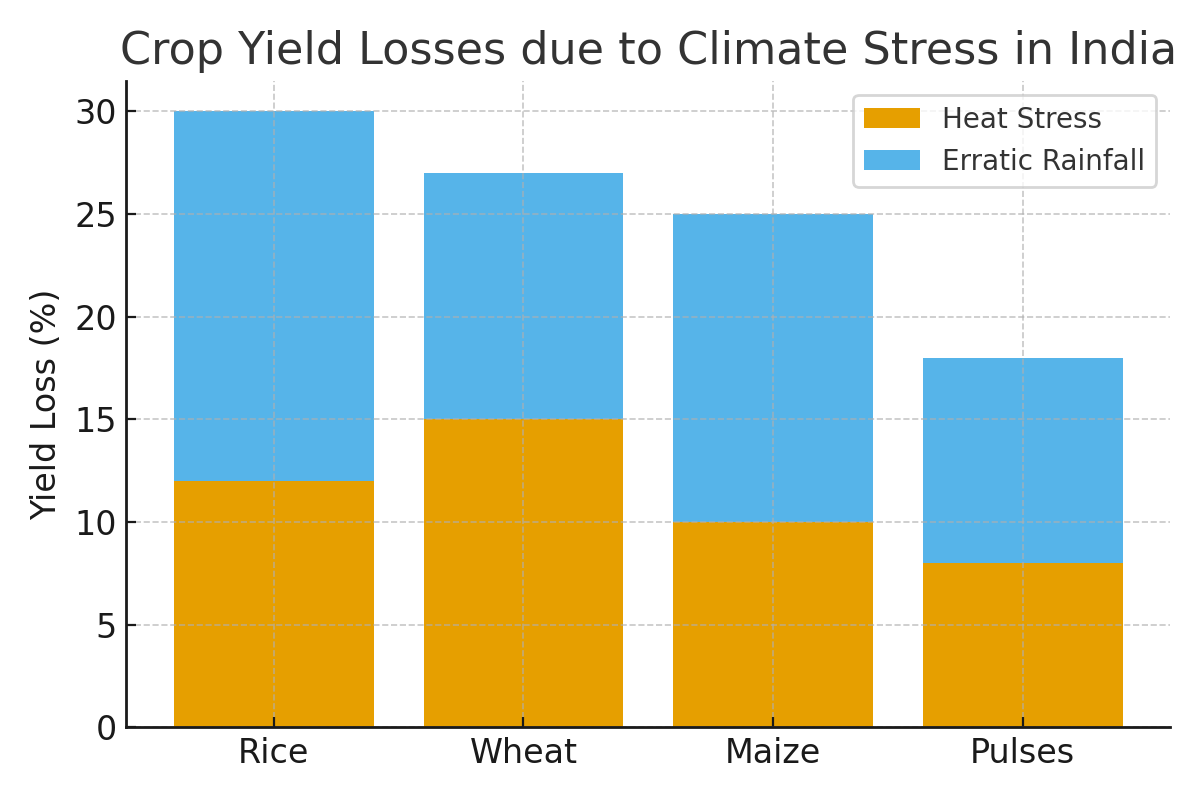 Crop Yield Losses due to Climate Stress in India
Heat Stress
Erratic Rainfall
Yield Loss (%)
30
25
20
15
10
5
0
Rice Wheat Maize Pulses